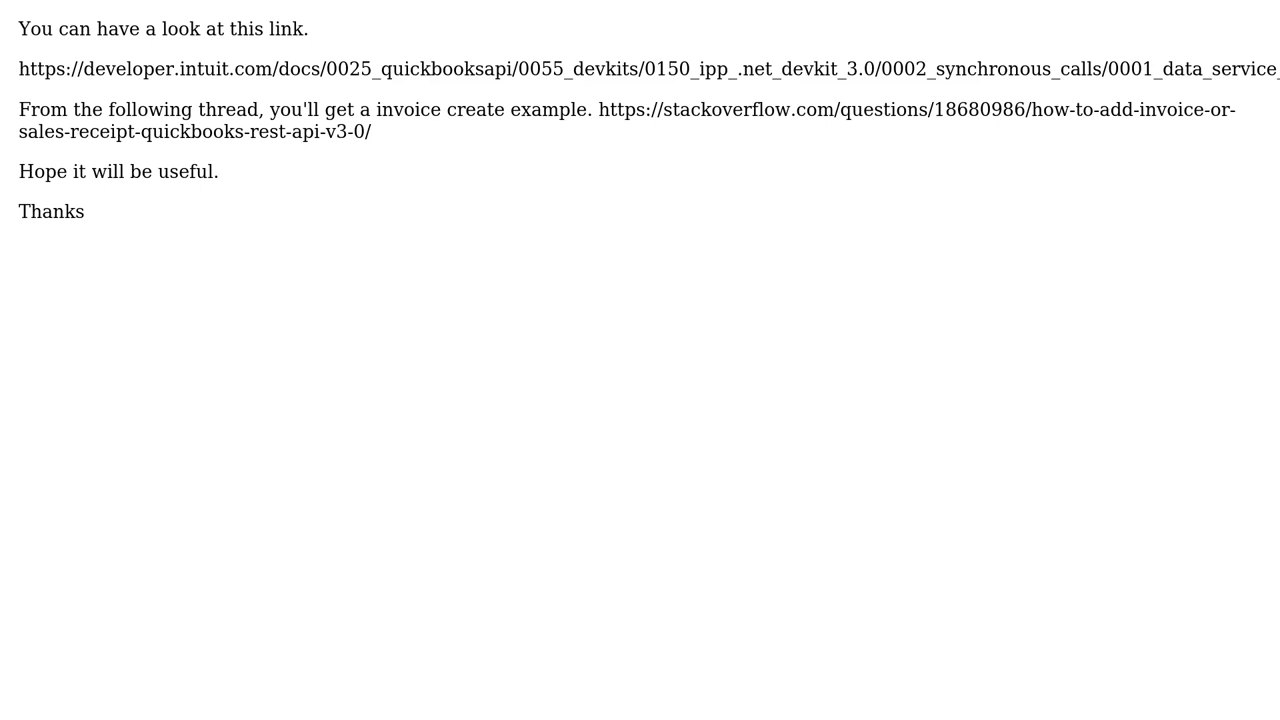 You can have a look at this link.
https://developer.intuit.com/docs/0025_quickbooksapi/0055_devkits/0150_ipp_.net_devkit_3.0/0002_synchronous_calls/0001_data_service_
From the following thread, you'll get a invoice create example. https://stackoverflow.com/questions/18680986/how-to-add-invoice-or-
sales-receipt-quickbooks-rest-api-v3-0/
Hope it will be useful.
Thanks